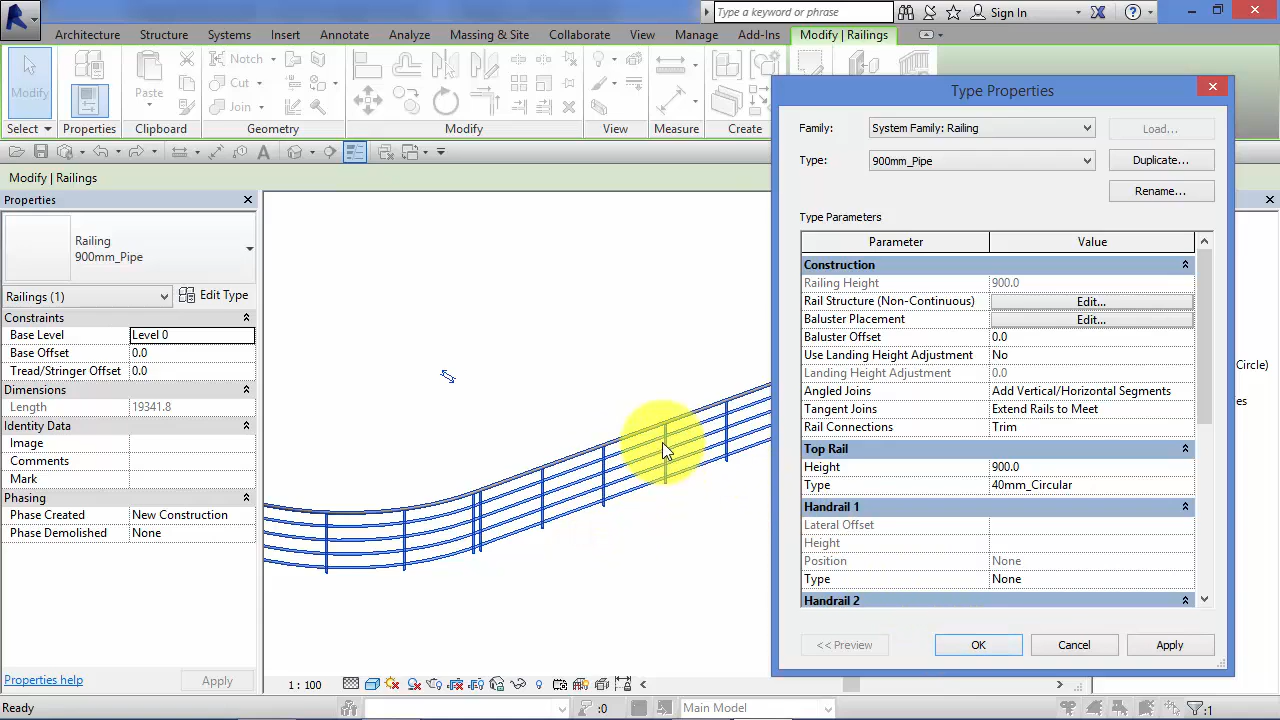 Type a keyword or phrase
Sign In
Architecture Structure Systems Insert Annotate Analyze Massing & Site Collaborate View Manage Add-Ins Modify | Railings
Modify
Paste
Notch
Cut
Join
Select Properties Clipboard Geometry Modify View Measure Create
Modify | Railings
Properties
Railing
900mm_Pipe
Railings (1) Edit Type
Constraints
Base Level Level 0
Base Offset 0.0
Tread/Stringer Offset 0.0
Dimensions
Length 19341.8
Identity Data
Image
Comments
Mark
Phasing
Phase Created New Construction
Phase Demolished None
Properties help Apply
1 : 100
Ready
:0
Main Model
:1
Circle)
es
Type Properties
Family: System Family: Railing Load...
Type: 900mm_Pipe Duplicate...
Rename...
Type Parameters
Parameter Value
Construction
Railing Height 900.0
Rail Structure (Non-Continuous) Edit...
Baluster Placement Edit...
Baluster Offset 0.0
Use Landing Height Adjustment No
Landing Height Adjustment 0.0
Angled Joins Add Vertical/Horizontal Segments
Tangent Joins Extend Rails to Meet
Rail Connections Trim
Top Rail
Height 900.0
Type 40mm_Circular
Handrail 1
Lateral Offset
Height
Position None
Type None
Handrail 2
<< Preview OK Cancel Apply